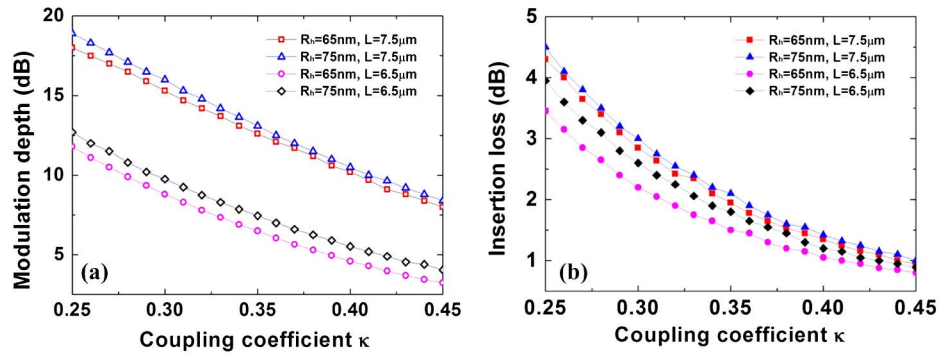 20
15
10
5
Modulation depth (dB)
Rh=65nm, L=7.5μm
Rh=75nm, L=7.5μm
Rh=65nm, L=6.5μm
Rh=75nm, L=6.5μm
(a)
0.25 0.30 0.35 0.40 0.45
Coupling coefficient κ
5
4
3
2
1
Insertion loss (dB)
Rh=65nm, L=7.5μm
Rh=75nm, L=7.5μm
Rh=65nm, L=6.5μm
Rh=75nm, L=6.5μm
(b)
0.25 0.30 0.35 0.40 0.45
Coupling coefficient κ